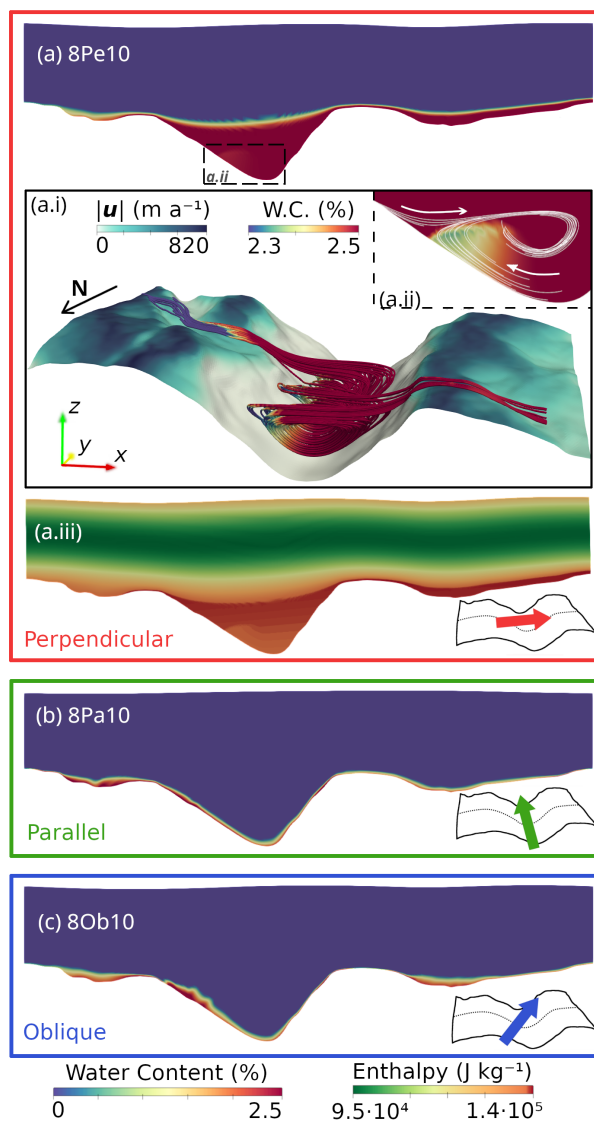 (a) 8Pe10
a.ii
(a.i)
|u| (m a⁻¹)
W.C. (%)
0
820
2.3
2.5
(a.ii)
N
z
y
x
(a.iii)
Perpendicular
(b) 8Pa10
Parallel
(c) 8Ob10
Oblique
Water Content (%)
Enthalpy (J kg⁻¹)
0
2.5
9.5·10⁴
1.4·10⁵